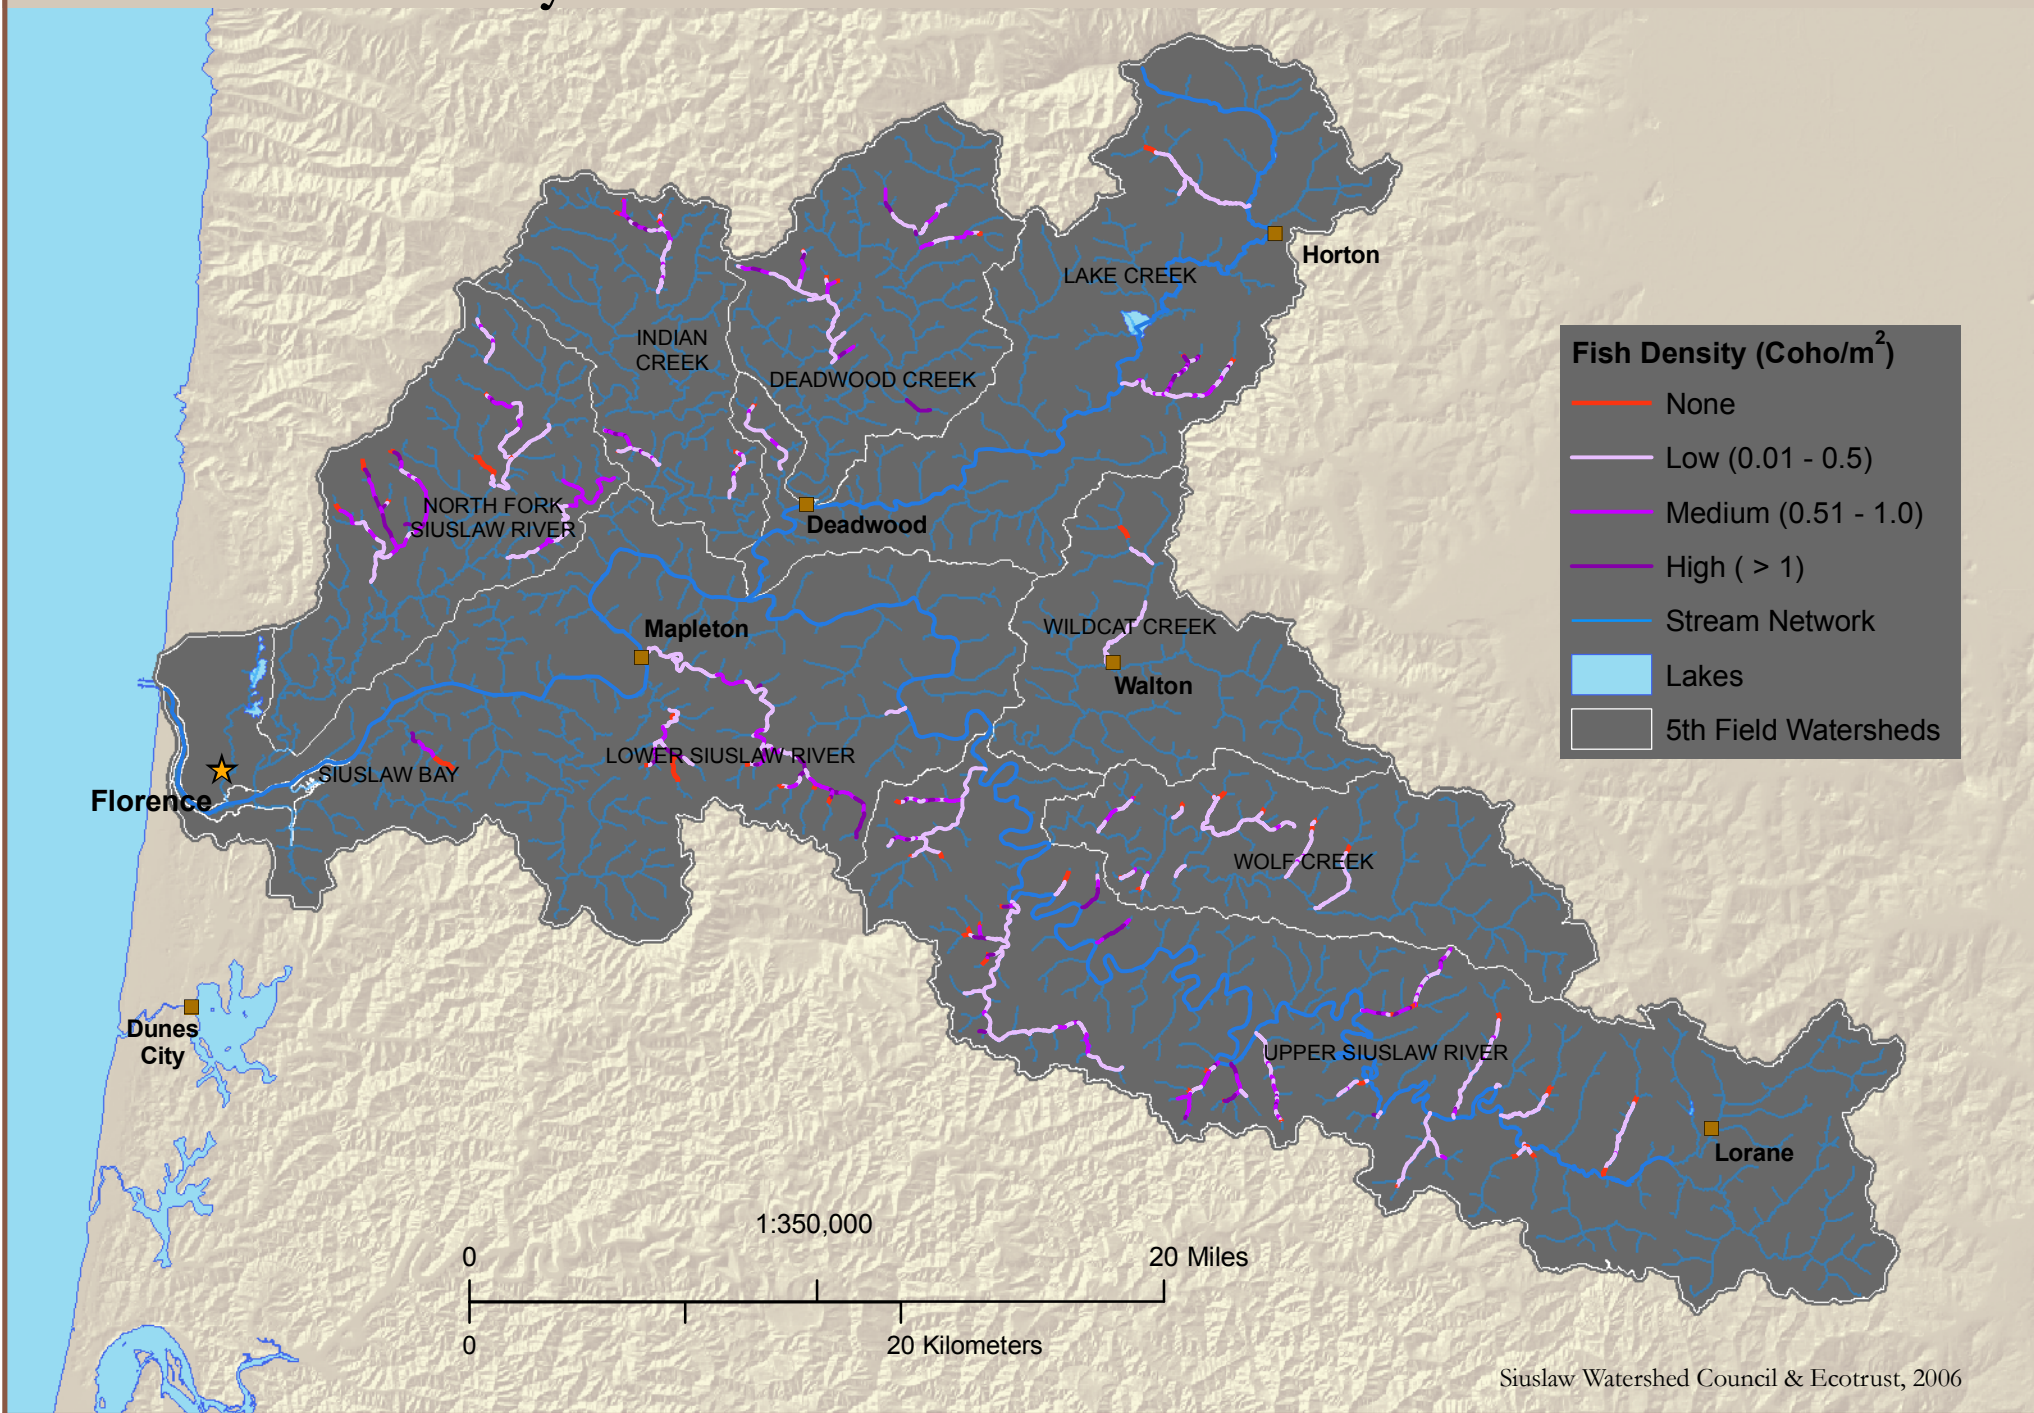 Horton
LAKE CREEK
INDIAN
CREEK
DEADWOOD CREEK
NORTH FORK
SIUSLAW RIVER
Deadwood
Mapleton
WILDCAT CREEK
Walton
LOWER SIUSLAW RIVER
SIUSLAW BAY
Florence
WOLF CREEK
Dunes
City
UPPER SIUSLAW RIVER
Lorane
Fish Density (Coho/m²)
None
Low (0.01 - 0.5)
Medium (0.51 - 1.0)
High ( > 1)
Stream Network
Lakes
5th Field Watersheds
1:350,000
0
20 Miles
0
20 Kilometers
Siuslaw Watershed Council & Ecotrust, 2006